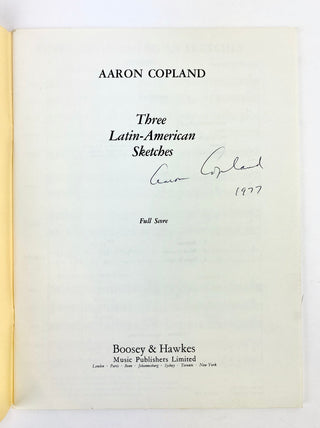 AARON COPLAND
Three
Latin-American
Sketches
Aaron Copland
1977
Full Score
Boosey & Hawkes
Music Publishers Limited
London · Paris · Bonn · Johannesburg · Sydney · Toronto · New York